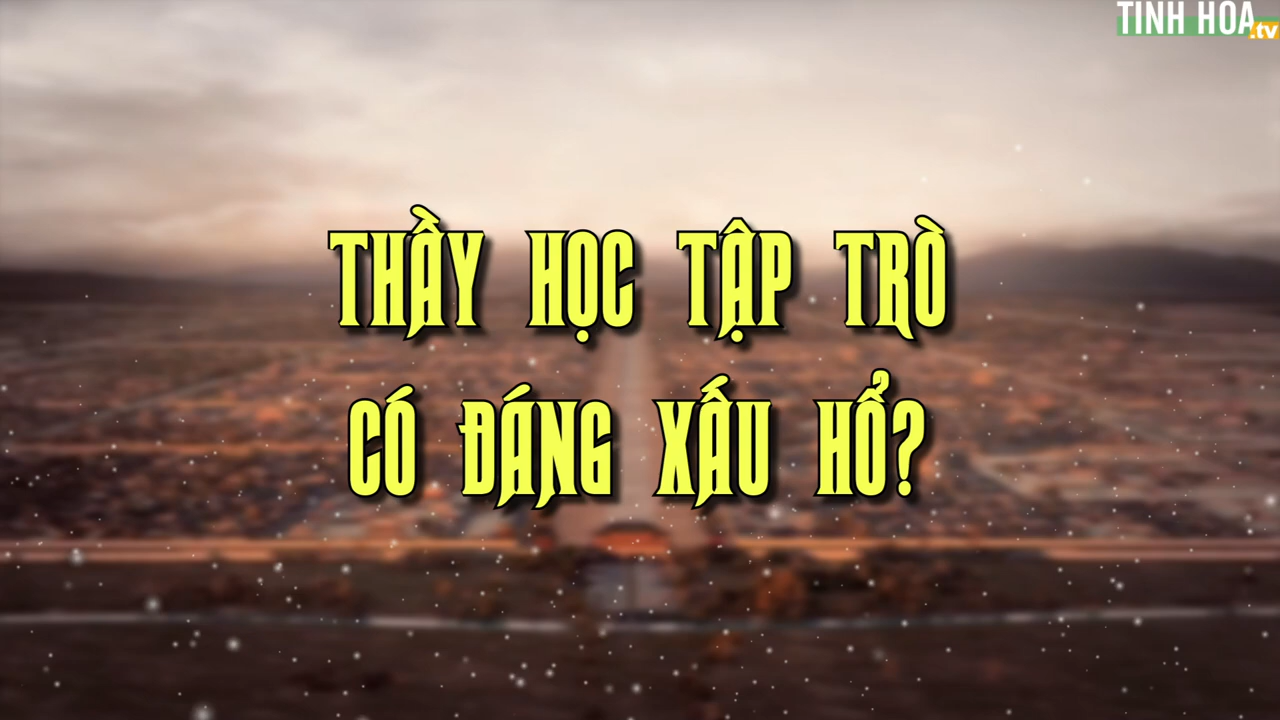 TINH HOA
.tv
THẦY HỌC TẬP TRÒ
CÓ ĐÁNG XẤU HỔ?